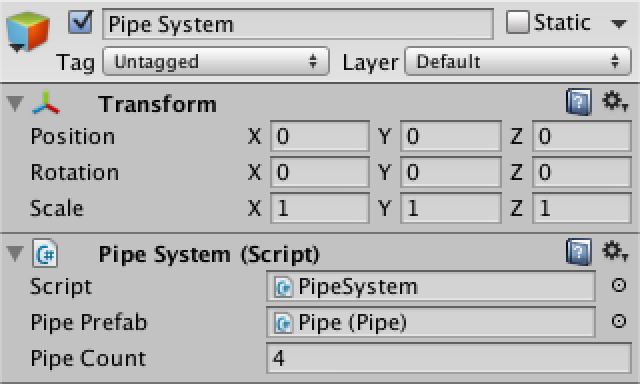 Pipe System Static
Tag Untagged Layer Default
Transform
Position X 0 Y 0 Z 0
Rotation X 0 Y 0 Z 0
Scale X 1 Y 1 Z 1
C# Pipe System (Script)
Script PipeSystem
Pipe Prefab Pipe (Pipe)
Pipe Count 4